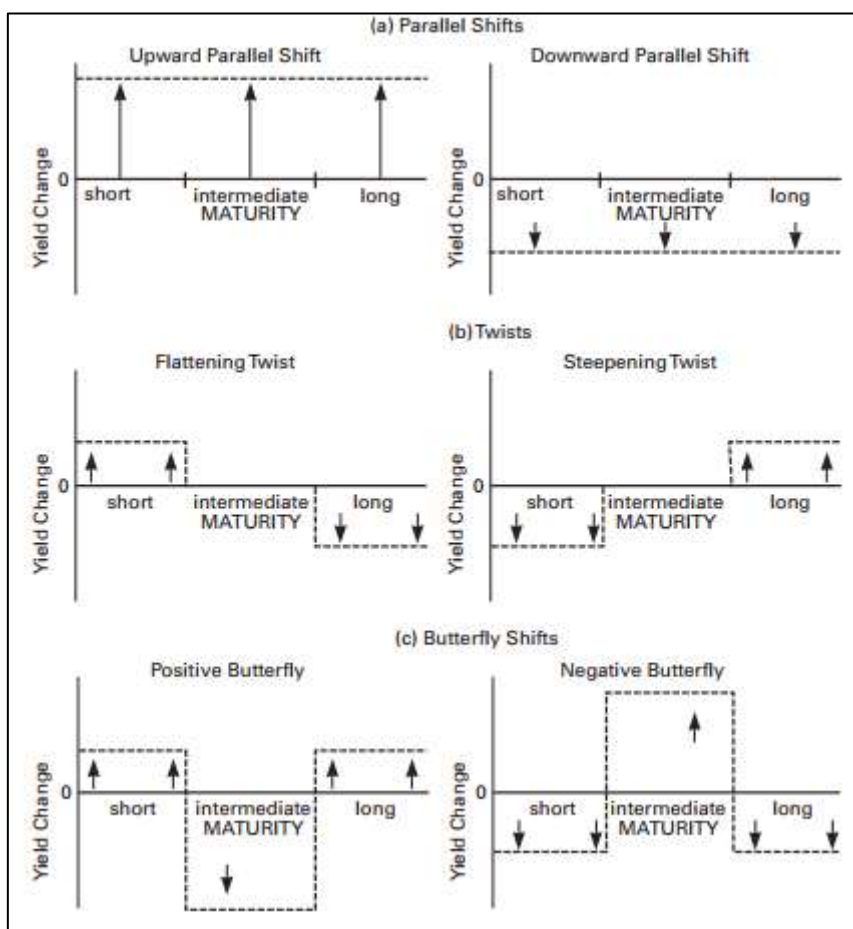 (a) Parallel Shifts
Upward Parallel Shift
Downward Parallel Shift
Yield Change
0
short
intermediate
MATURITY
long
Yield Change
0
short
intermediate
MATURITY
long
(b) Twists
Flattening Twist
Steepening Twist
Yield Change
0
short
intermediate
MATURITY
long
Yield Change
0
short
intermediate
MATURITY
long
(c) Butterfly Shifts
Positive Butterfly
Negative Butterfly
Yield Change
0
short
intermediate
MATURITY
long
Yield Change
0
short
intermediate
MATURITY
long